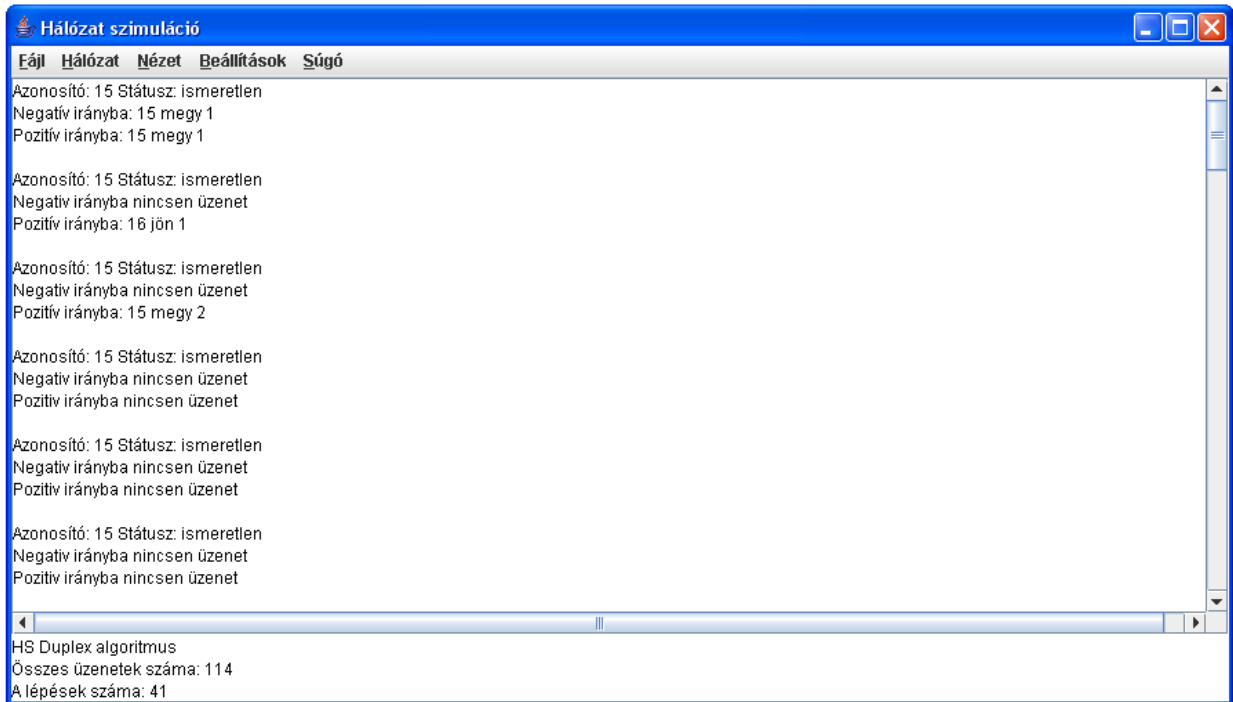 Hálózat szimuláció
Fájl Hálózat Nézet Beállítások Súgó
Azonosító: 15 Státusz: ismeretlen
Negatív irányba: 15 megy 1
Pozitív irányba: 15 megy 1
Azonosító: 15 Státusz: ismeretlen
Negativ irányba nincsen üzenet
Pozitív irányba: 16 jön 1
Azonosító: 15 Státusz: ismeretlen
Negativ irányba nincsen üzenet
Pozitív irányba: 15 megy 2
Azonosító: 15 Státusz: ismeretlen
Negativ irányba nincsen üzenet
Pozitiv irányba nincsen üzenet
Azonosító: 15 Státusz: ismeretlen
Negativ irányba nincsen üzenet
Pozitiv irányba nincsen üzenet
Azonosító: 15 Státusz: ismeretlen
Negativ irányba nincsen üzenet
Pozitiv irányba nincsen üzenet
HS Duplex algoritmus
Összes üzenetek száma: 114
A lépések száma: 41